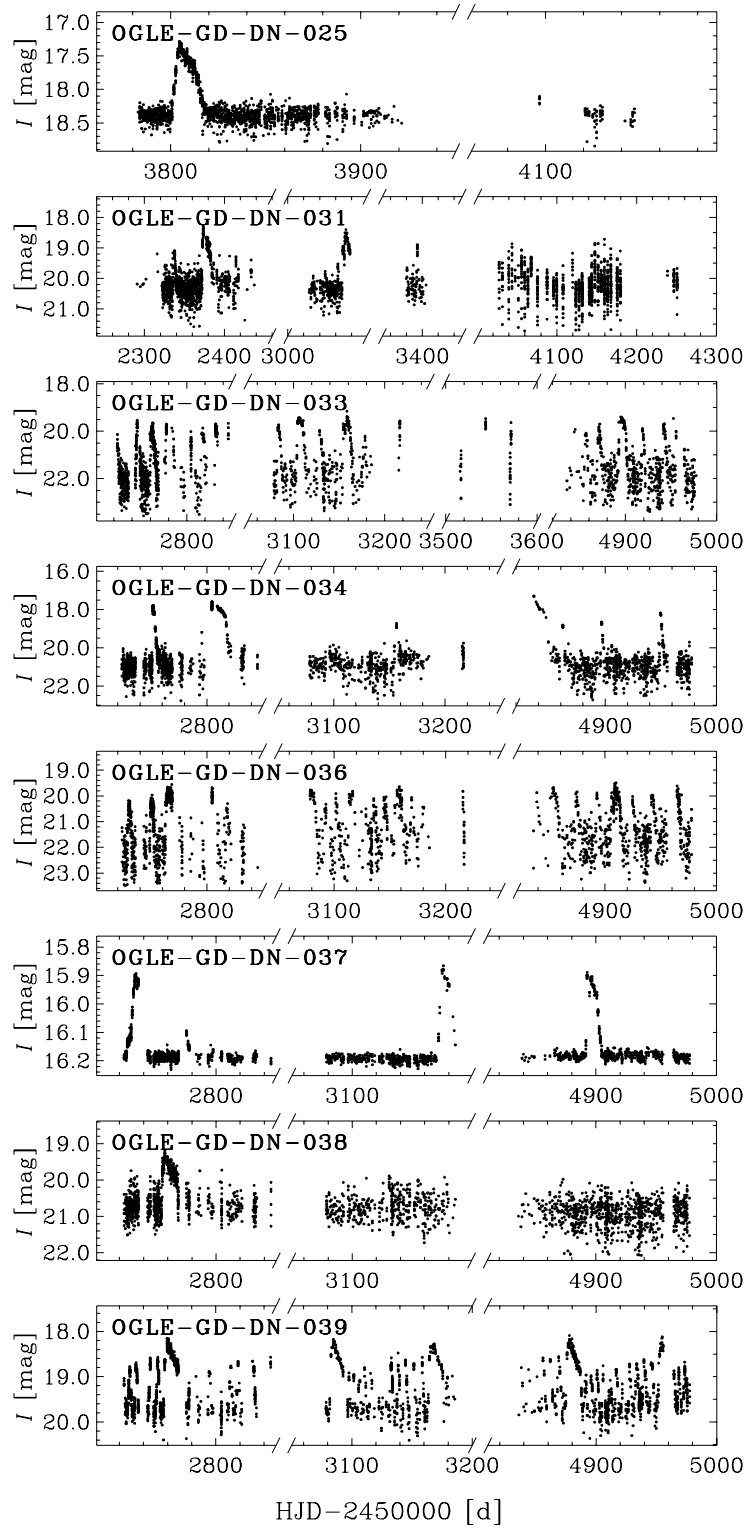 OGLE-GD-DN-025
I [mag]
17.0
17.5
18.0
18.5
3800 3900 4100
OGLE-GD-DN-031
I [mag]
18.0
19.0
20.0
21.0
2300 2400 3000 3400 4100 4200 4300
OGLE-GD-DN-033
I [mag]
18.0
20.0
22.0
2800 3100 3200 3500 3600 4900 5000
OGLE-GD-DN-034
I [mag]
16.0
18.0
20.0
22.0
2800 3100 3200 4900 5000
OGLE-GD-DN-036
I [mag]
19.0
20.0
21.0
22.0
23.0
2800 3100 3200 4900 5000
OGLE-GD-DN-037
I [mag]
15.8
15.9
16.0
16.1
16.2
2800 3100 4900 5000
OGLE-GD-DN-038
I [mag]
19.0
20.0
21.0
22.0
2800 3100 4900 5000
OGLE-GD-DN-039
I [mag]
18.0
19.0
20.0
2800 3100 3200 4900 5000
HJD-2450000 [d]